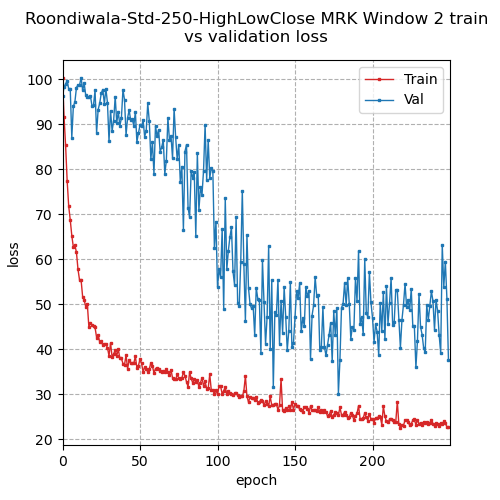 Roondiwala-Std-250-HighLowClose MRK Window 2 train
vs validation loss
Train
Val
100
90
80
70
60
50
40
30
20
loss
0
50
100
150
200
epoch